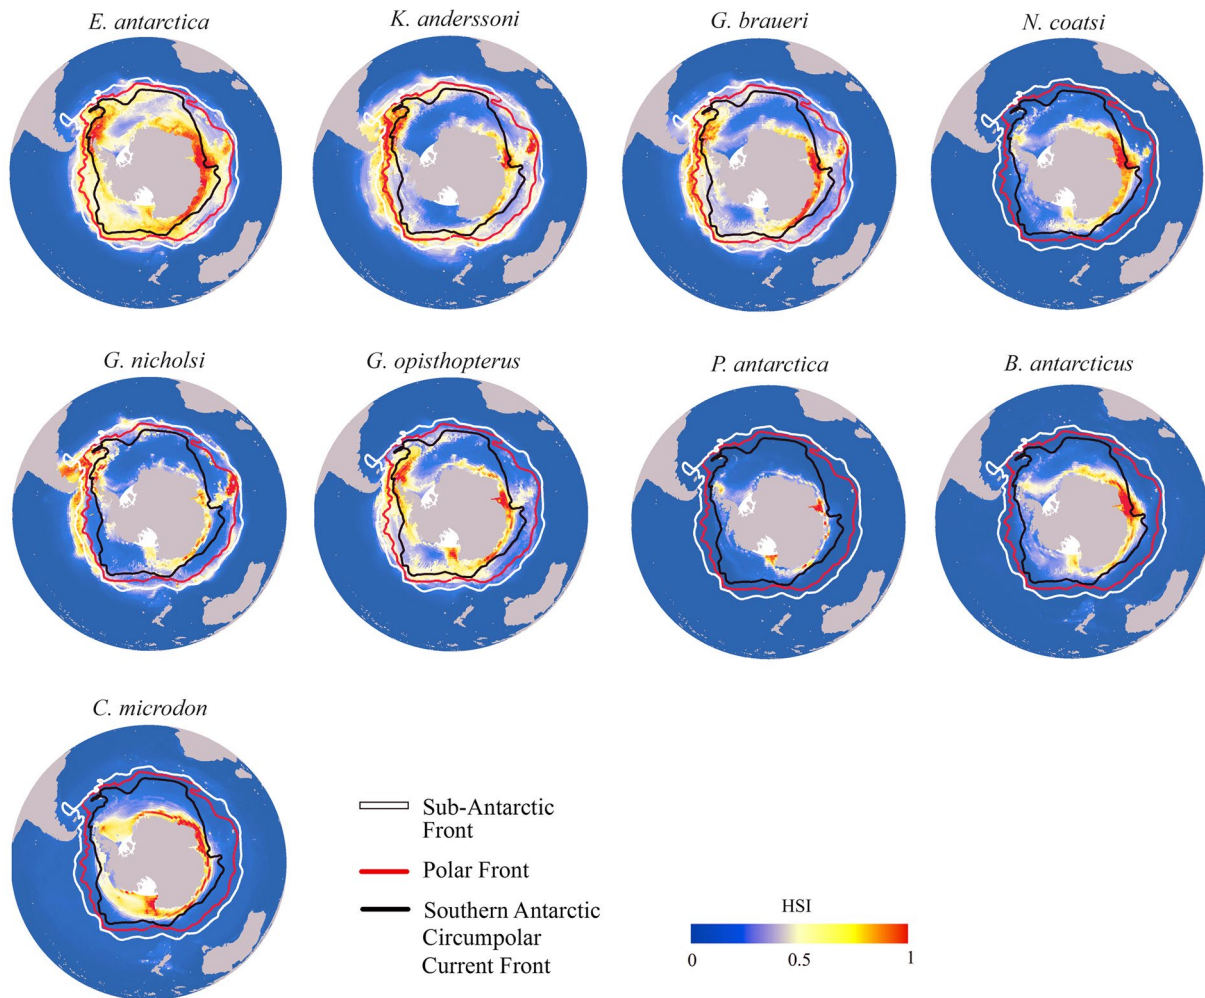 E. antarctica
K. anderssoni
G. braueri
N. coatsi
G. nicholsi
G. opisthopterus
P. antarctica
B. antarcticus
C. microdon
Sub-Antarctic
Front
Polar Front
Southern Antarctic
Circumpolar
Current Front
HSI
0
0.5
1